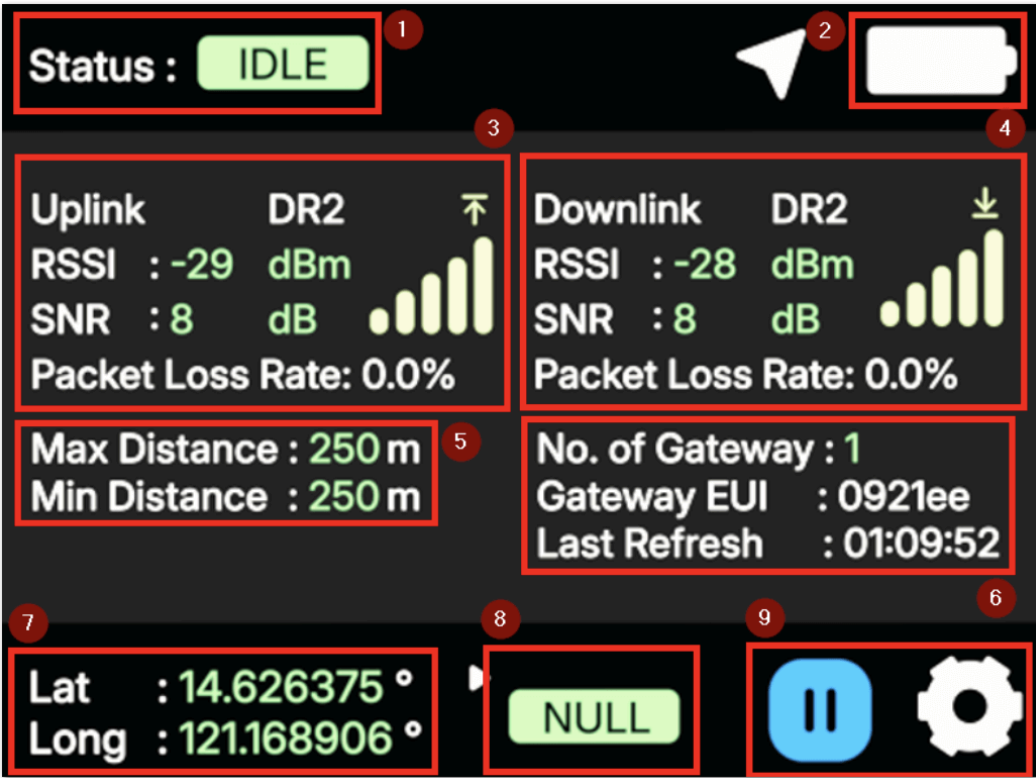 Status : IDLE
1
2
3
4
Uplink DR2
RSSI : -29 dBm
SNR : 8 dB
Packet Loss Rate: 0.0%
Downlink DR2
RSSI : -28 dBm
SNR : 8 dB
Packet Loss Rate: 0.0%
Max Distance : 250 m
Min Distance : 250 m
5
No. of Gateway : 1
Gateway EUI : 0921ee
Last Refresh : 01:09:52
6
7
8
9
Lat : 14.626375 °
Long : 121.168906 °
NULL